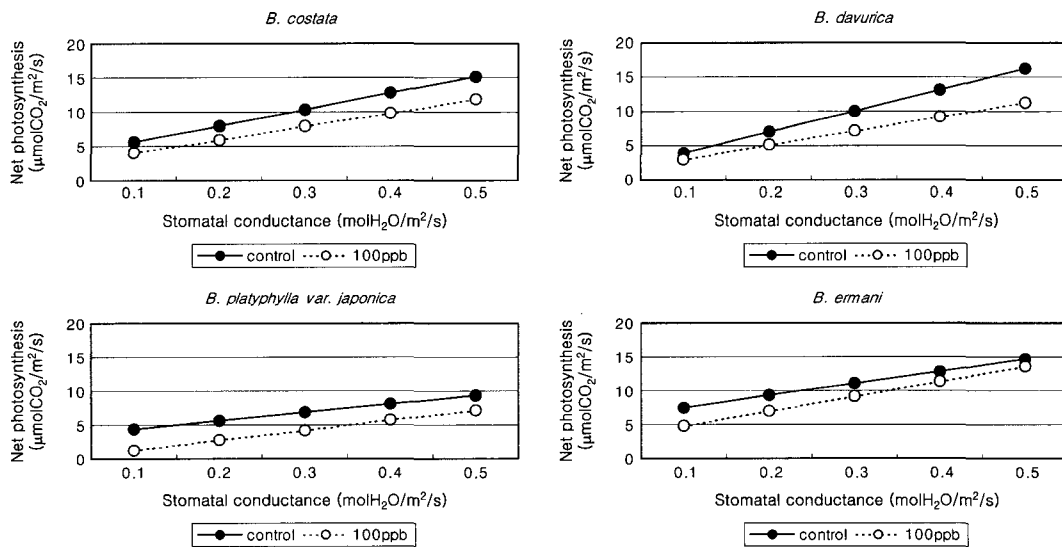 B. costata
Net photosynthesis
(μmolCO₂/m²/s)
20
15
10
5
0
0.1 0.2 0.3 0.4 0.5
Stomatal conductance (molH₂O/m²/s)
control 100ppb
B. davurica
Net photosynthesis
(μmolCO₂/m²/s)
20
15
10
5
0
0.1 0.2 0.3 0.4 0.5
Stomatal conductance (molH₂O/m²/s)
control 100ppb
B. platyphylla var. japonica
Net photosynthesis
(μmolCO₂/m²/s)
20
15
10
5
0
0.1 0.2 0.3 0.4 0.5
Stomatal conductance (molH₂O/m²/s)
control 100ppb
B. ermani
Net photosynthesis
(μmolCO₂/m²/s)
20
15
10
5
0
0.1 0.2 0.3 0.4 0.5
Stomatal conductance (molH₂O/m²/s)
control 100ppb